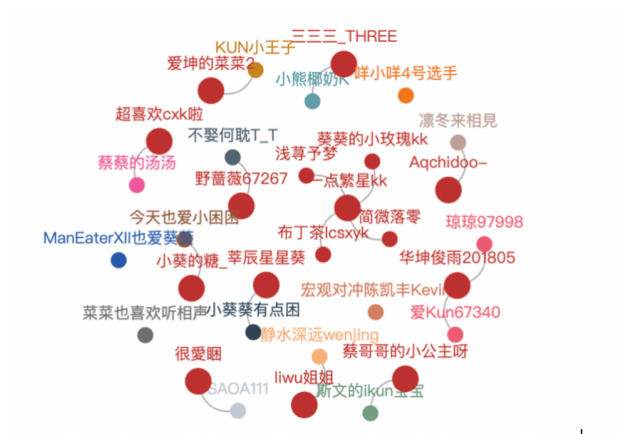 三三三_THREE
KUN小王子
爱坤的菜菜2
小熊椰奶K
咩小咩4号选手
超喜欢cxk啦
凛冬来相見
不娶何耽T_T
葵葵的小玫瑰kk
浅荨予梦
蔡蔡的汤汤
Aqchidoo-
野蔷薇67267
一点繁星kk
今天也爱小困困
简微落零
琼琼97998
布丁茶lcsxyk
ManEaterXII也爱葵葵
小葵的糖_
莘辰星星葵
华坤俊雨201805
宏观对冲陈凯丰Kevin
菜菜也喜欢听相声
小葵葵有点困
爱Kun67340
静水深远wenjing
很愛睏
蔡哥哥的小公主呀
liwu姐姐
SAOA111
斯文的ikun宝宝